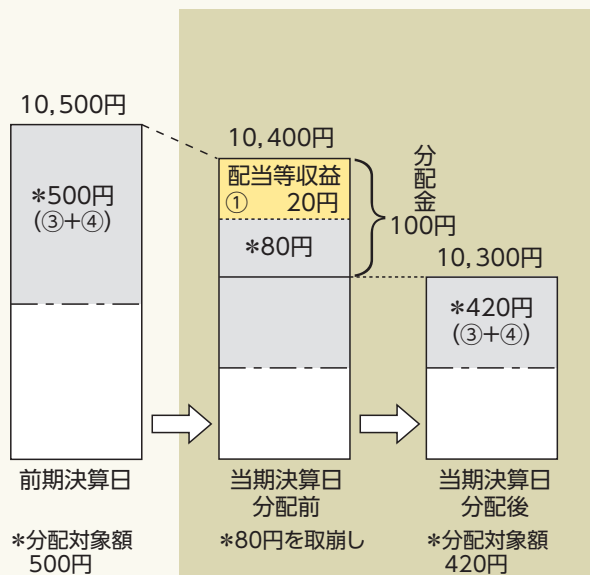 10,500円
*500円
(③+④)
前期決算日
*分配対象額
500円
10,400円
配当等収益
① 20円
*80円
分配金
100円
当期決算日
分配前
*80円を取崩し
10,300円
*420円
(③+④)
当期決算日
分配後
*分配対象額
420円